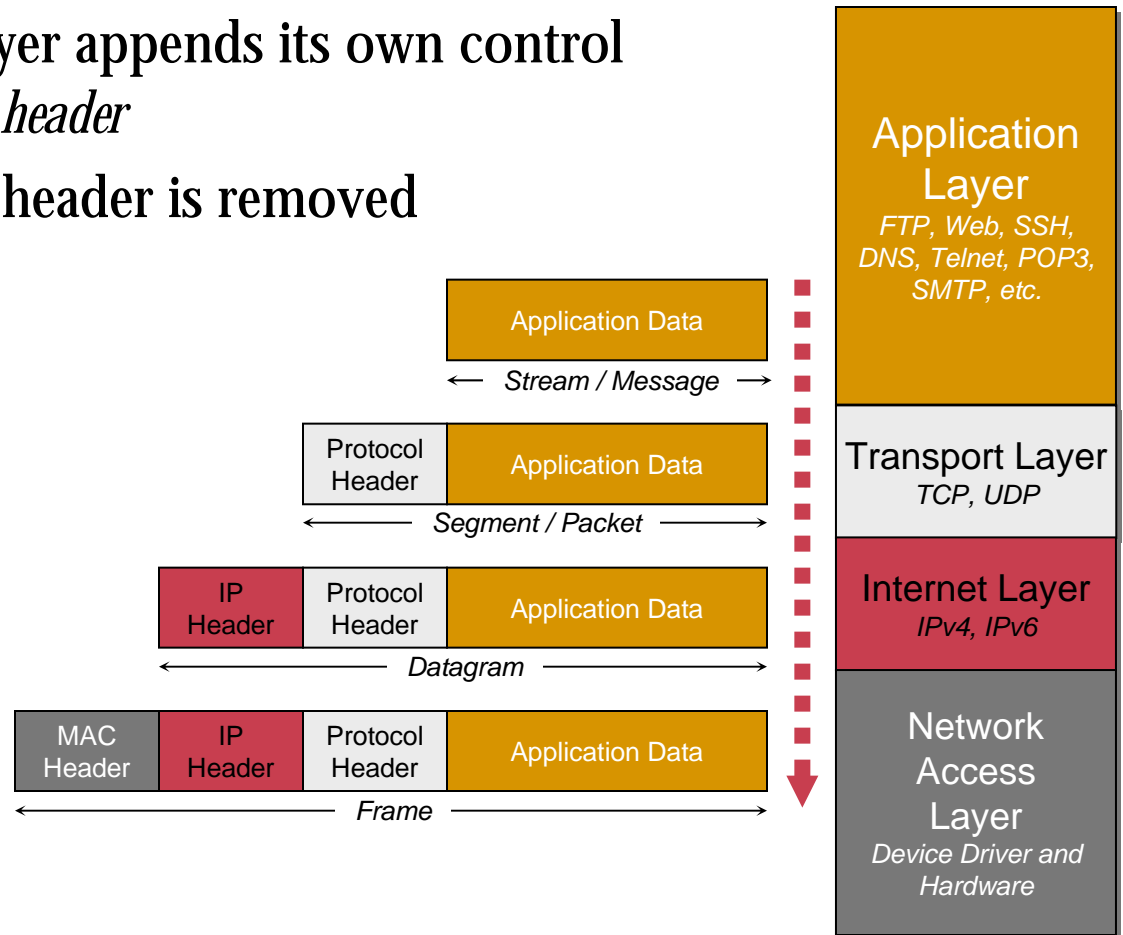 yer appends its own control
header
header is removed
Application Data
Stream / Message
Protocol
Header
Application Data
Segment / Packet
IP
Header
Protocol
Header
Application Data
Datagram
MAC
Header
IP
Header
Protocol
Header
Application Data
Frame
Application
Layer
FTP, Web, SSH,
DNS, Telnet, POP3,
SMTP, etc.
Transport Layer
TCP, UDP
Internet Layer
IPv4, IPv6
Network
Access
Layer
Device Driver and
Hardware